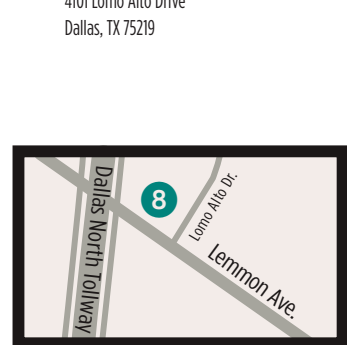 4101 Lomo Alto Drive
Dallas, TX 75219
Dallas North Tollway
8
Lomo Alto Dr.
Lemmon Ave.